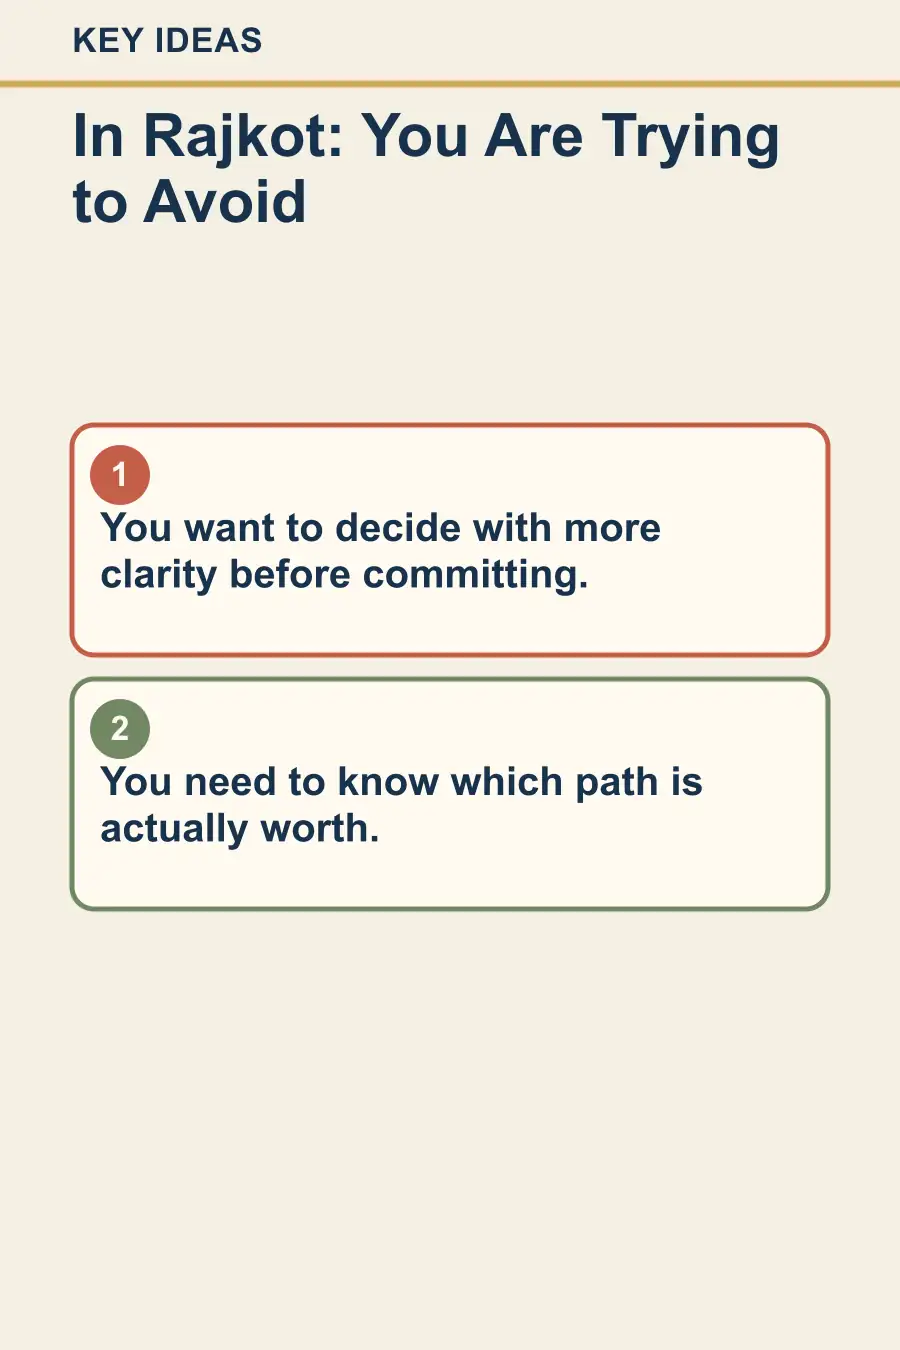 KEY IDEAS
In Rajkot: You Are Trying
to Avoid
1
You want to decide with more
clarity before committing.
2
You need to know which path is
actually worth.